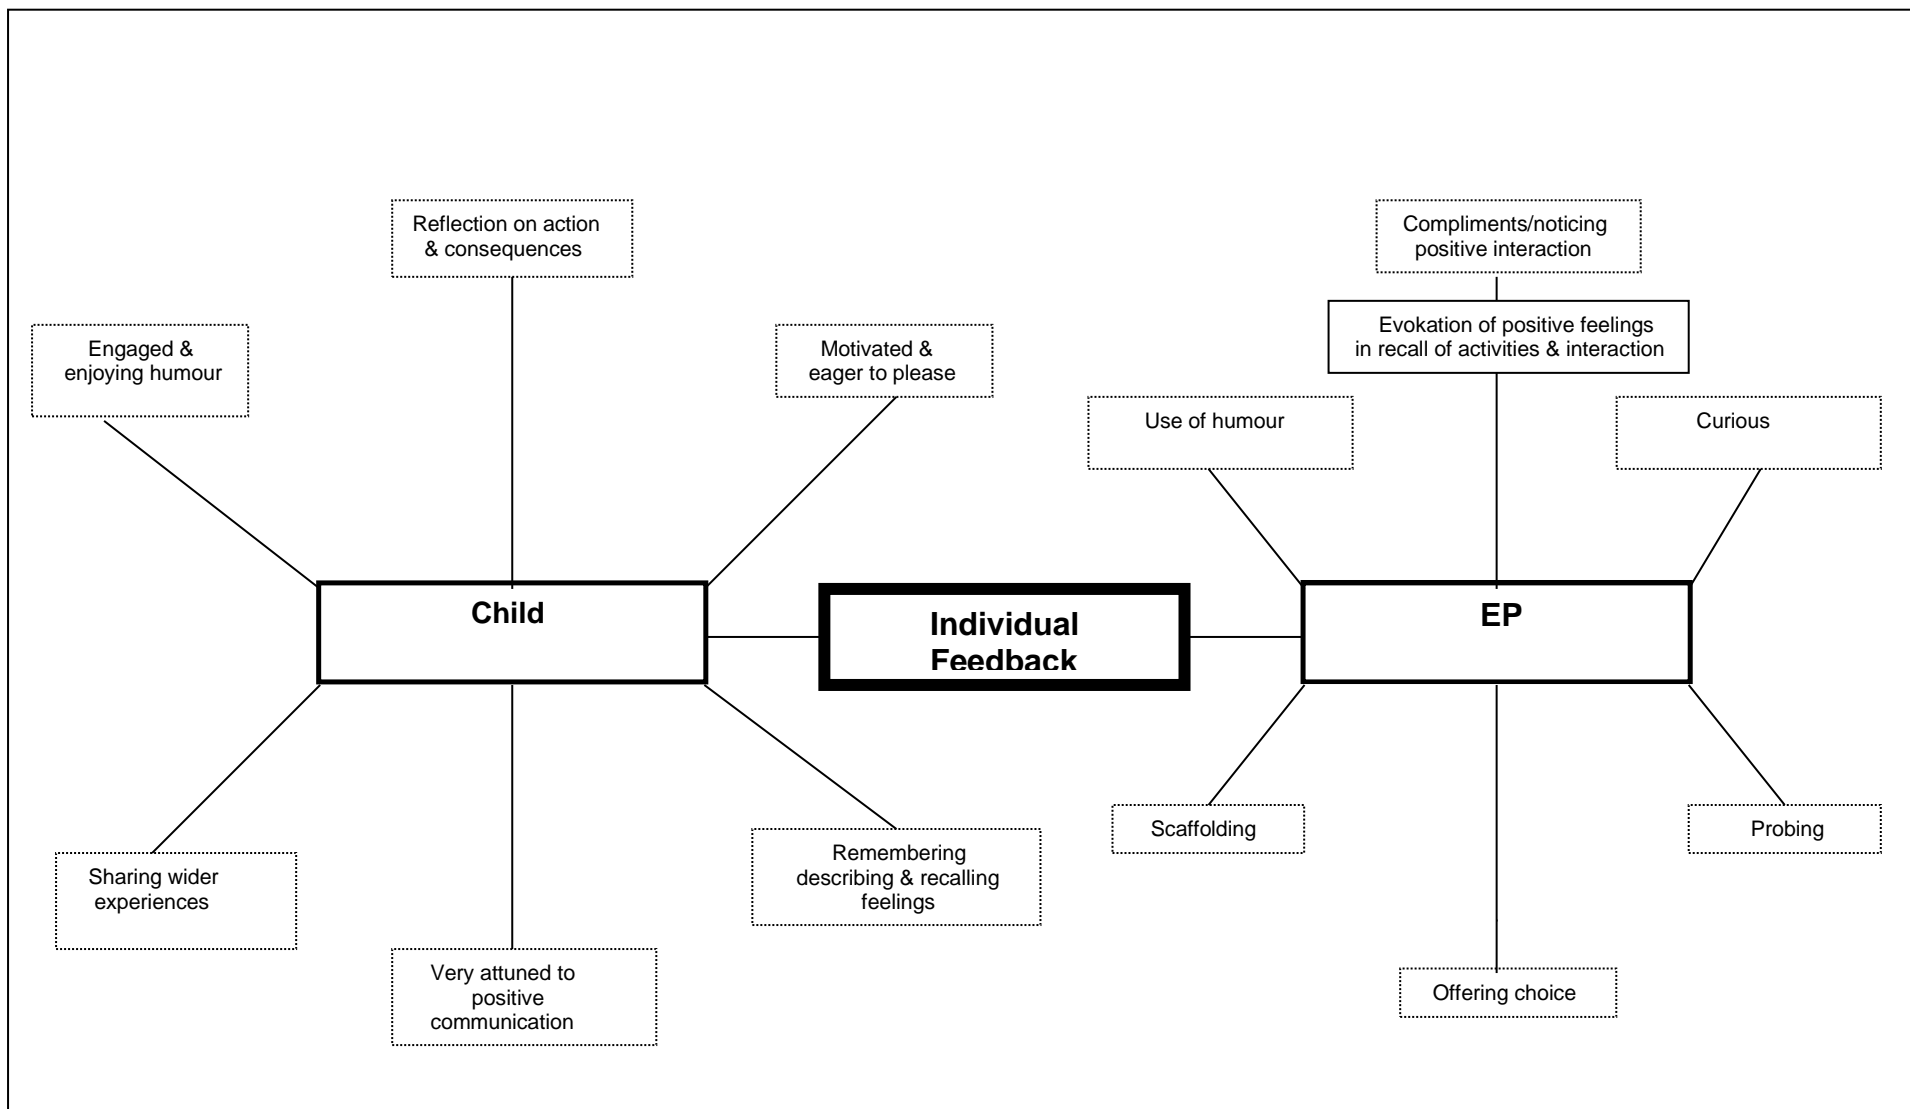 Reflection on action
& consequences
Compliments/noticing
positive interaction
Engaged &
enjoying humour
Motivated &
eager to please
Evokation of positive feelings
in recall of activities & interaction
Use of humour
Curious
Child
Individual
Feedback
EP
Scaffolding
Probing
Sharing wider
experiences
Remembering
describing & recalling
feelings
Very attuned to
positive
communication
Offering choice